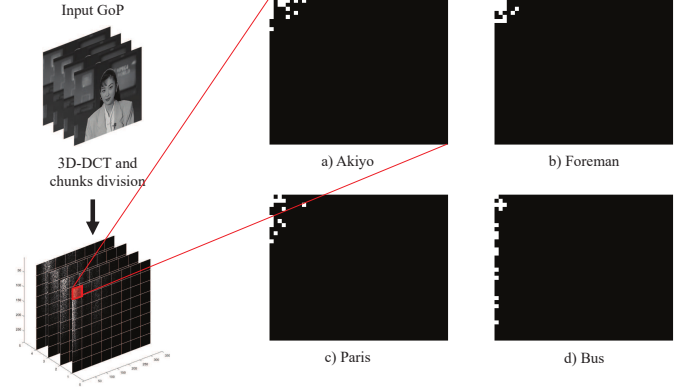 Input GoP
3D-DCT and
chunks division
a) Akiyo
b) Foreman
c) Paris
d) Bus